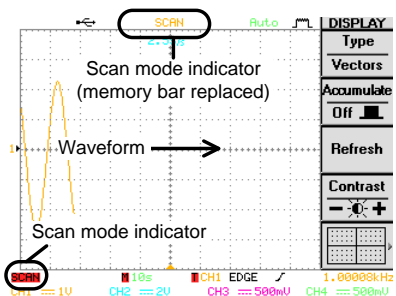 SCAN Auto DISPLAY
Type
Vectors
Scan mode indicator
(memory bar replaced)
Accumulate
Off
1 Waveform
Refresh
Contrast
Scan mode indicator
SCAN M 10s T CH1 EDGE 1.00008kHz
CH1 1V CH2 2V CH3 500mV CH4 500mV